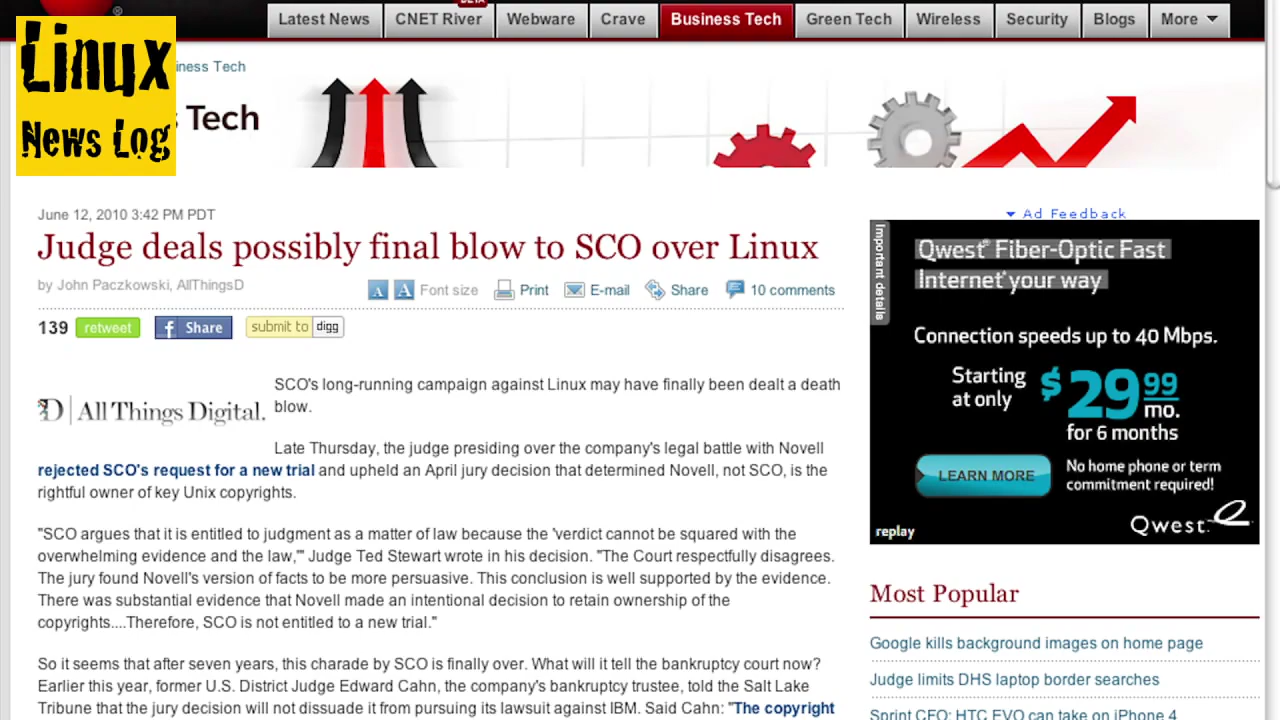 BETA
Latest News
CNET River
Webware
Crave
Business Tech
Green Tech
Wireless
Security
Blogs
More
Linux
News Log
iness Tech
s Tech
June 12, 2010 3:42 PM PDT
Judge deals possibly final blow to SCO over Linux
by John Paczkowski, AllThingsD
A A Font size
Print
E-mail
Share
10 comments
139 retweet
f Share
submit to digg
D | All Things Digital.
SCO's long-running campaign against Linux may have finally been dealt a death
blow.
Late Thursday, the judge presiding over the company's legal battle with Novell
rejected SCO's request for a new trial and upheld an April jury decision that determined Novell, not SCO, is the
rightful owner of key Unix copyrights.
"SCO argues that it is entitled to judgment as a matter of law because the 'verdict cannot be squared with the
overwhelming evidence and the law,'" Judge Ted Stewart wrote in his decision. "The Court respectfully disagrees.
The jury found Novell's version of facts to be more persuasive. This conclusion is well supported by the evidence.
There was substantial evidence that Novell made an intentional decision to retain ownership of the
copyrights....Therefore, SCO is not entitled to a new trial."
So it seems that after seven years, this charade by SCO is finally over. What will it tell the bankruptcy court now?
Earlier this year, former U.S. District Judge Edward Cahn, the company's bankruptcy trustee, told the Salt Lake
Tribune that the jury decision will not dissuade it from pursuing its lawsuit against IBM. Said Cahn: "The copyright
Ad Feedback
Important details
Qwest® Fiber-Optic Fast
Internet® your way
Connection speeds up to 40 Mbps.
Starting
at only
$29.99
mo.
for 6 months
LEARN MORE
No home phone or term
commitment required!
replay
Qwest.
Most Popular
Google kills background images on home page
Judge limits DHS laptop border searches
Sprint CFO: HTC EVO can take on iPhone 4